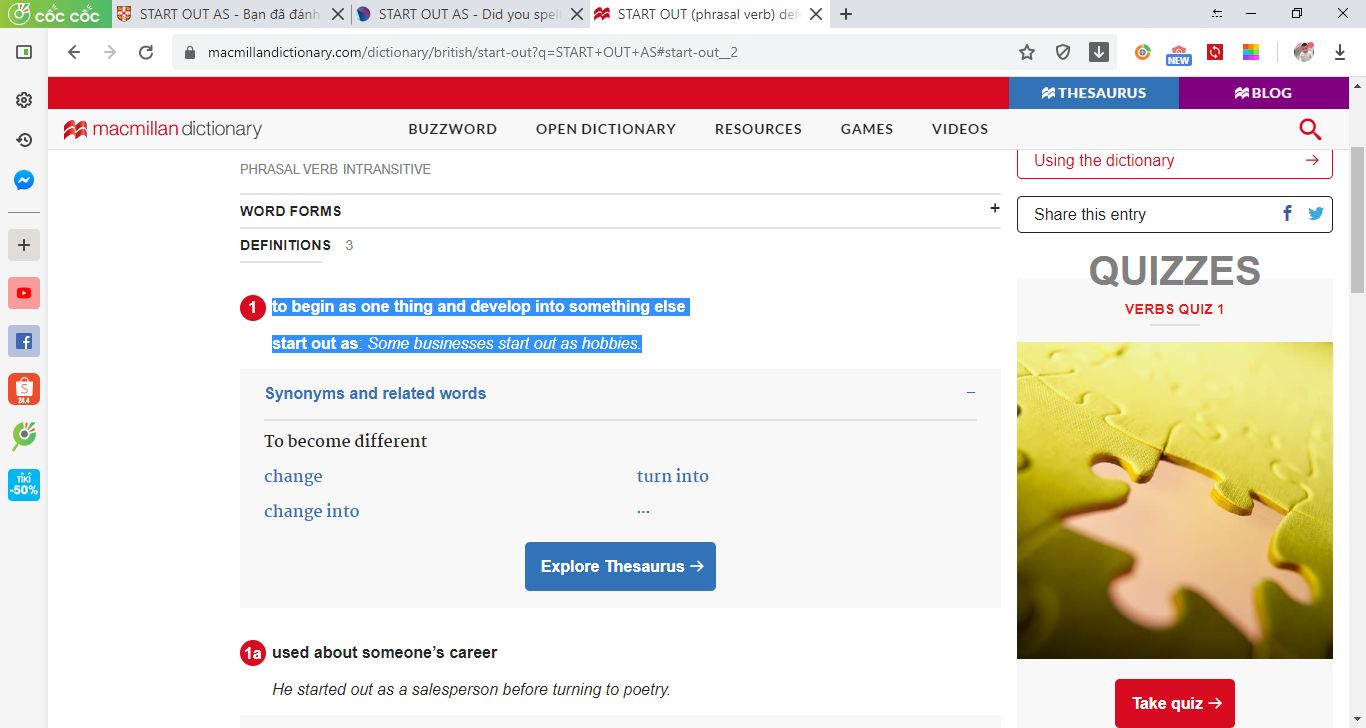 cốc cốc
START OUT AS - Bạn đã đánh
START OUT AS - Did you spel
START OUT (phrasal verb) def
macmillandictionary.com/dictionary/british/start-out?q=START+OUT+AS#start-out__2
NEW
THESAURUS
BLOG
macmillan dictionary
BUZZWORD
OPEN DICTIONARY
RESOURCES
GAMES
VIDEOS
PHRASAL VERB INTRANSITIVE
WORD FORMS
+
DEFINITIONS 3
1 to begin as one thing and develop into something else
start out as: Some businesses start out as hobbies.
Synonyms and related words
−
To become different
change
turn into
change into
...
Explore Thesaurus →
1a used about someone’s career
He started out as a salesperson before turning to poetry.
Using the dictionary →
Share this entry
QUIZZES
VERBS QUIZ 1
Take quiz →
24.4
TIKI
-50%